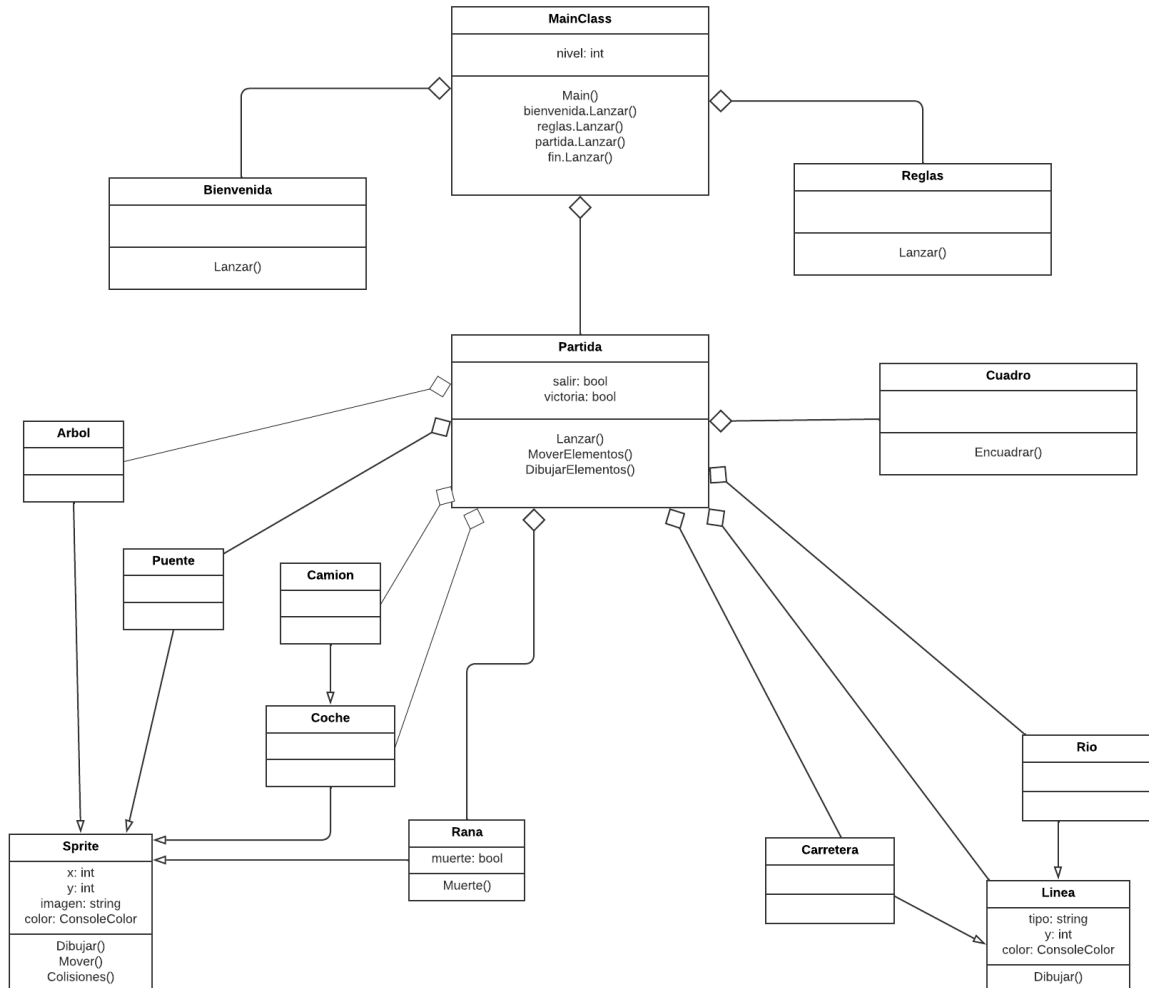 MainClass
nivel: int
Main()
bienvenida.Lanzar()
reglas.Lanzar()
partida.Lanzar()
fin.Lanzar()
Bienvenida
Lanzar()
Reglas
Lanzar()
Partida
salir: bool
victoria: bool
Lanzar()
MoverElementos()
DibujarElementos()
Cuadro
Encuadrar()
Arbol
Puente
Camion
Coche
Rana
muerte: bool
Muerte()
Sprite
x: int
y: int
imagen: string
color: ConsoleColor
Dibujar()
Mover()
Colisiones()
Rio
Carretera
Linea
tipo: string
y: int
color: ConsoleColor
Dibujar()